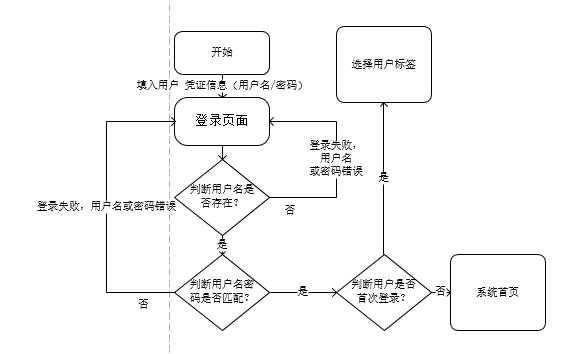 开始
选择用户标签
填入用户 凭证信息（用户名/密码）
登录页面
登录失败，
用户名
或密码错误
判断用户名是
否存在？
否
是
登录失败，用户名或密码错误
是
判断用户名密
码是否匹配？
是
判断用户是否
首次登录？
否
系统首页
否